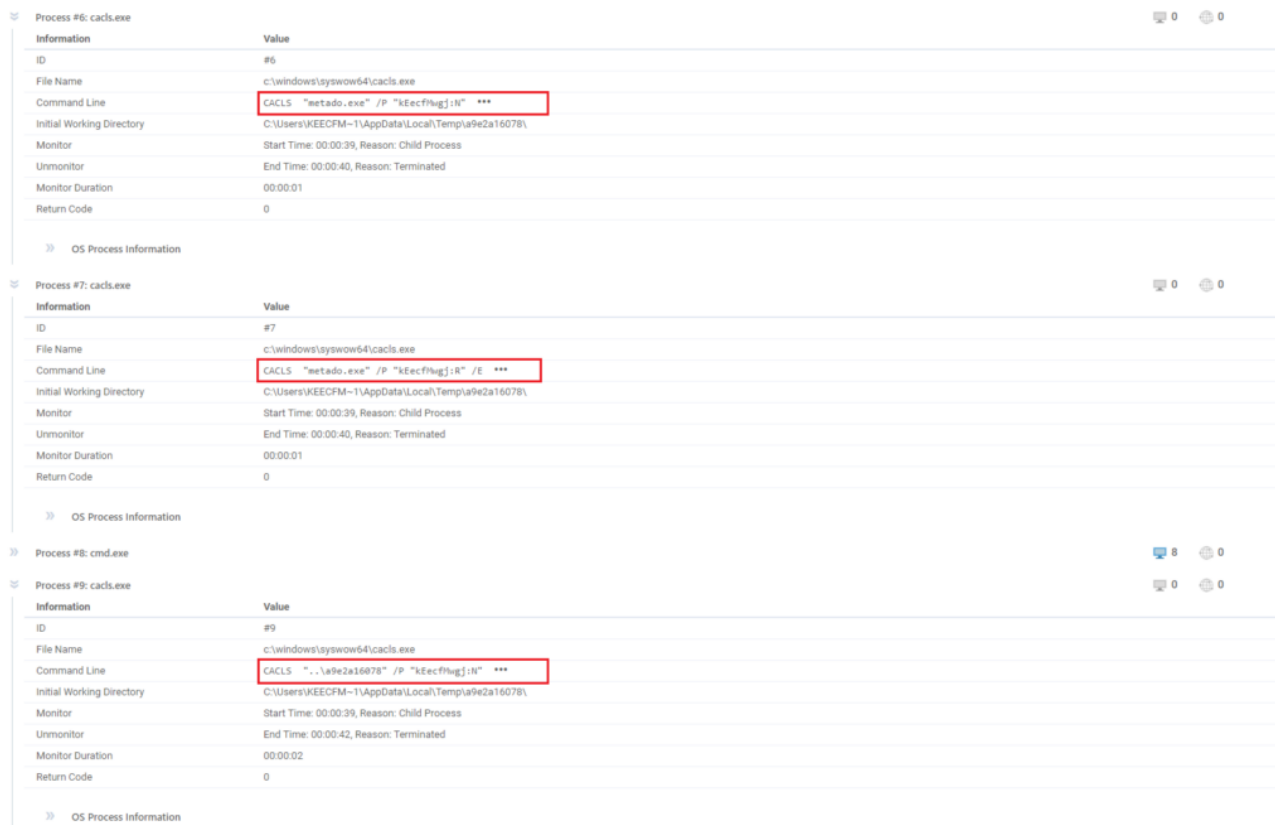 Process #6: cacls.exe 0 0
Information Value
ID #6
File Name c:\windows\syswow64\cacls.exe
Command Line CACLS "metado.exe" /P "kEecfMwgj:N" •••
Initial Working Directory C:\Users\KEECFM~1\AppData\Local\Temp\a9e2a16078\
Monitor Start Time: 00:00:39, Reason: Child Process
Unmonitor End Time: 00:00:40, Reason: Terminated
Monitor Duration 00:00:01
Return Code 0
OS Process Information
Process #7: cacls.exe 0 0
Information Value
ID #7
File Name c:\windows\syswow64\cacls.exe
Command Line CACLS "metado.exe" /P "kEecfMwgj:R" /E •••
Initial Working Directory C:\Users\KEECFM~1\AppData\Local\Temp\a9e2a16078\
Monitor Start Time: 00:00:39, Reason: Child Process
Unmonitor End Time: 00:00:40, Reason: Terminated
Monitor Duration 00:00:01
Return Code 0
OS Process Information
Process #8: cmd.exe 8 0
Process #9: cacls.exe 0 0
Information Value
ID #9
File Name c:\windows\syswow64\cacls.exe
Command Line CACLS "..\a9e2a16078" /P "kEecfMwgj:N" •••
Initial Working Directory C:\Users\KEECFM~1\AppData\Local\Temp\a9e2a16078\
Monitor Start Time: 00:00:39, Reason: Child Process
Unmonitor End Time: 00:00:42, Reason: Terminated
Monitor Duration 00:00:02
Return Code 0
OS Process Information